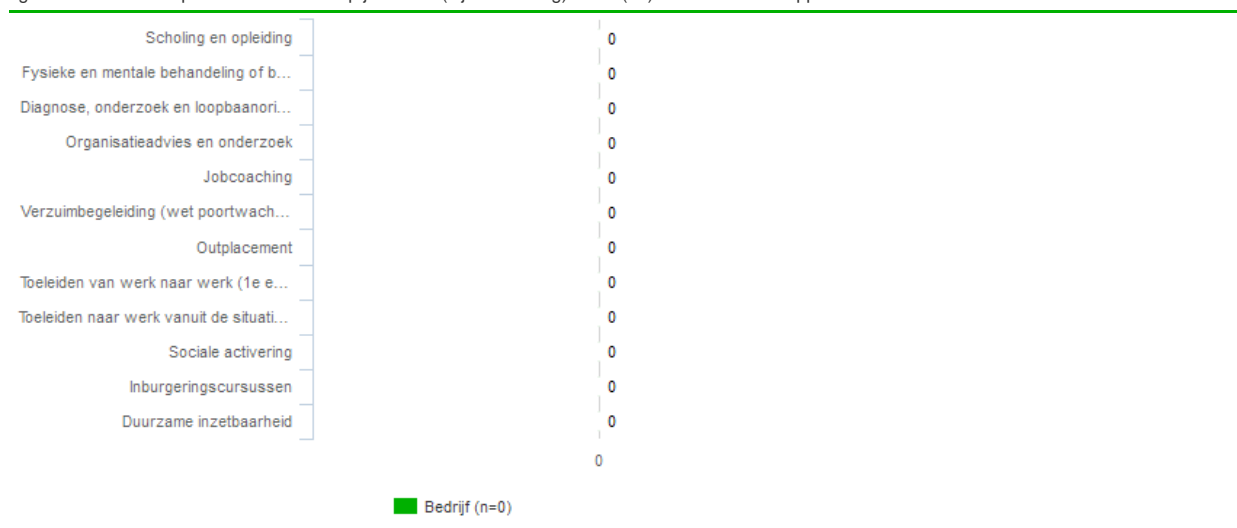 Scholing en opleiding 0
Fysieke en mentale behandeling of b... 0
Diagnose, onderzoek en loopbaanori... 0
Organisatieadvies en onderzoek 0
Jobcoaching 0
Verzuimbegeleiding (wet poortwach... 0
Outplacement 0
Toeleiden van werk naar werk (1e e... 0
Toeleiden naar werk vanuit de situati... 0
Sociale activering 0
Inburgeringscursussen 0
Duurzame inzetbaarheid 0
0
Bedrijf (n=0)